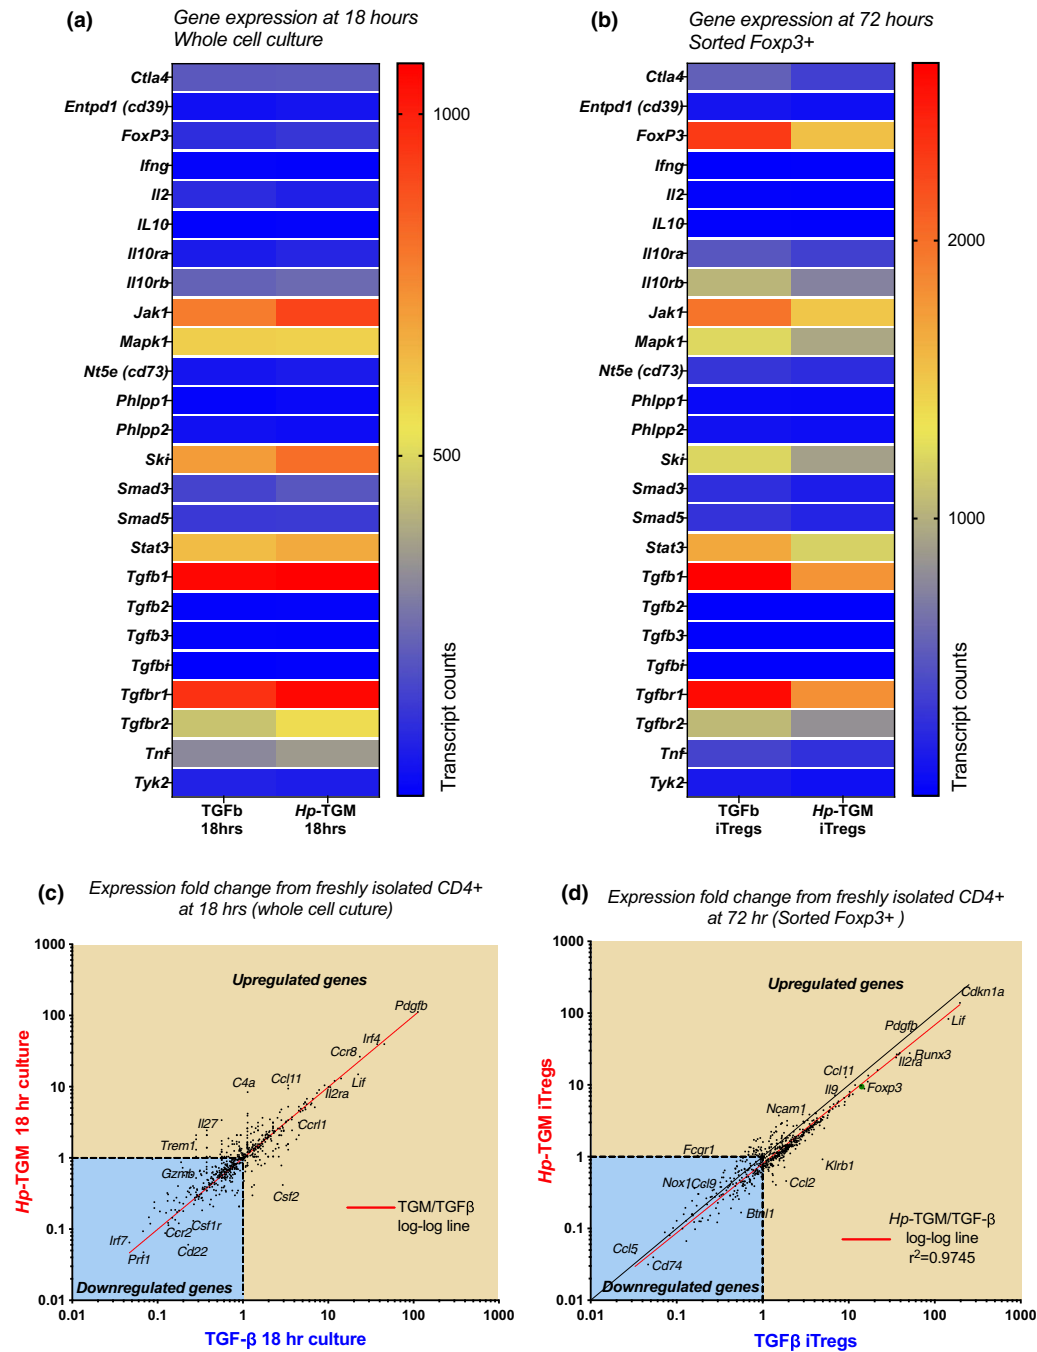 (a)
Gene expression at 18 hours
Whole cell culture
Ctla4
Entpd1 (cd39)
FoxP3
Ifng
Il2
IL10
Il10ra
Il10rb
Jak1
Mapk1
Nt5e (cd73)
Phlpp1
Phlpp2
Ski
Smad3
Smad5
Stat3
Tgfb1
Tgfb2
Tgfb3
Tgfbi
Tgfbr1
Tgfbr2
Tnf
Tyk2
TGFb
18hrs
Hp-TGM
18hrs
1000
500
Transcript counts
(b)
Gene expression at 72 hours
Sorted Foxp3+
Ctla4
Entpd1 (cd39)
FoxP3
Ifng
Il2
IL10
Il10ra
Il10rb
Jak1
Mapk1
Nt5e (cd73)
Phlpp1
Phlpp2
Ski
Smad3
Smad5
Stat3
Tgfb1
Tgfb2
Tgfb3
Tgfbi
Tgfbr1
Tgfbr2
Tnf
Tyk2
TGFb
iTregs
Hp-TGM
iTregs
2000
1000
Transcript counts
(c)
Expression fold change from freshly isolated CD4+
at 18 hrs (whole cell cuture)
1000
100
10
1
0.1
0.01
Hp-TGM 18 hr culture
Upregulated genes
Pdgfb
Irf4
Ccr8
Lif
C4a
Ccl11
Il2ra
Il27
Ccrl1
Trem1
Gzmb
Csf2
Csf1r
Ccr2
Irf7
Cd22
Prf1
TGM/TGFβ
log-log line
Downregulated genes
0.01
0.1
1
10
100
1000
TGF-β 18 hr culture
(d)
Expression fold change from freshly isolated CD4+
at 72 hr (Sorted Foxp3+ )
1000
100
10
1
0.1
0.01
Hp-TGM iTregs
Upregulated genes
Cdkn1a
Pdgfb
Lif
Runx3
Il2ra
Ccl11
Il9
Foxp3
Ncam1
Fcgr1
Klrb1
Nox1
Ccl9
Ccl2
Btnl1
Ccl5
Cd74
Hp-TGM/TGF-β
log-log line
r²=0.9745
Downregulated genes
0.01
0.1
1
10
100
1000
TGFβ iTregs